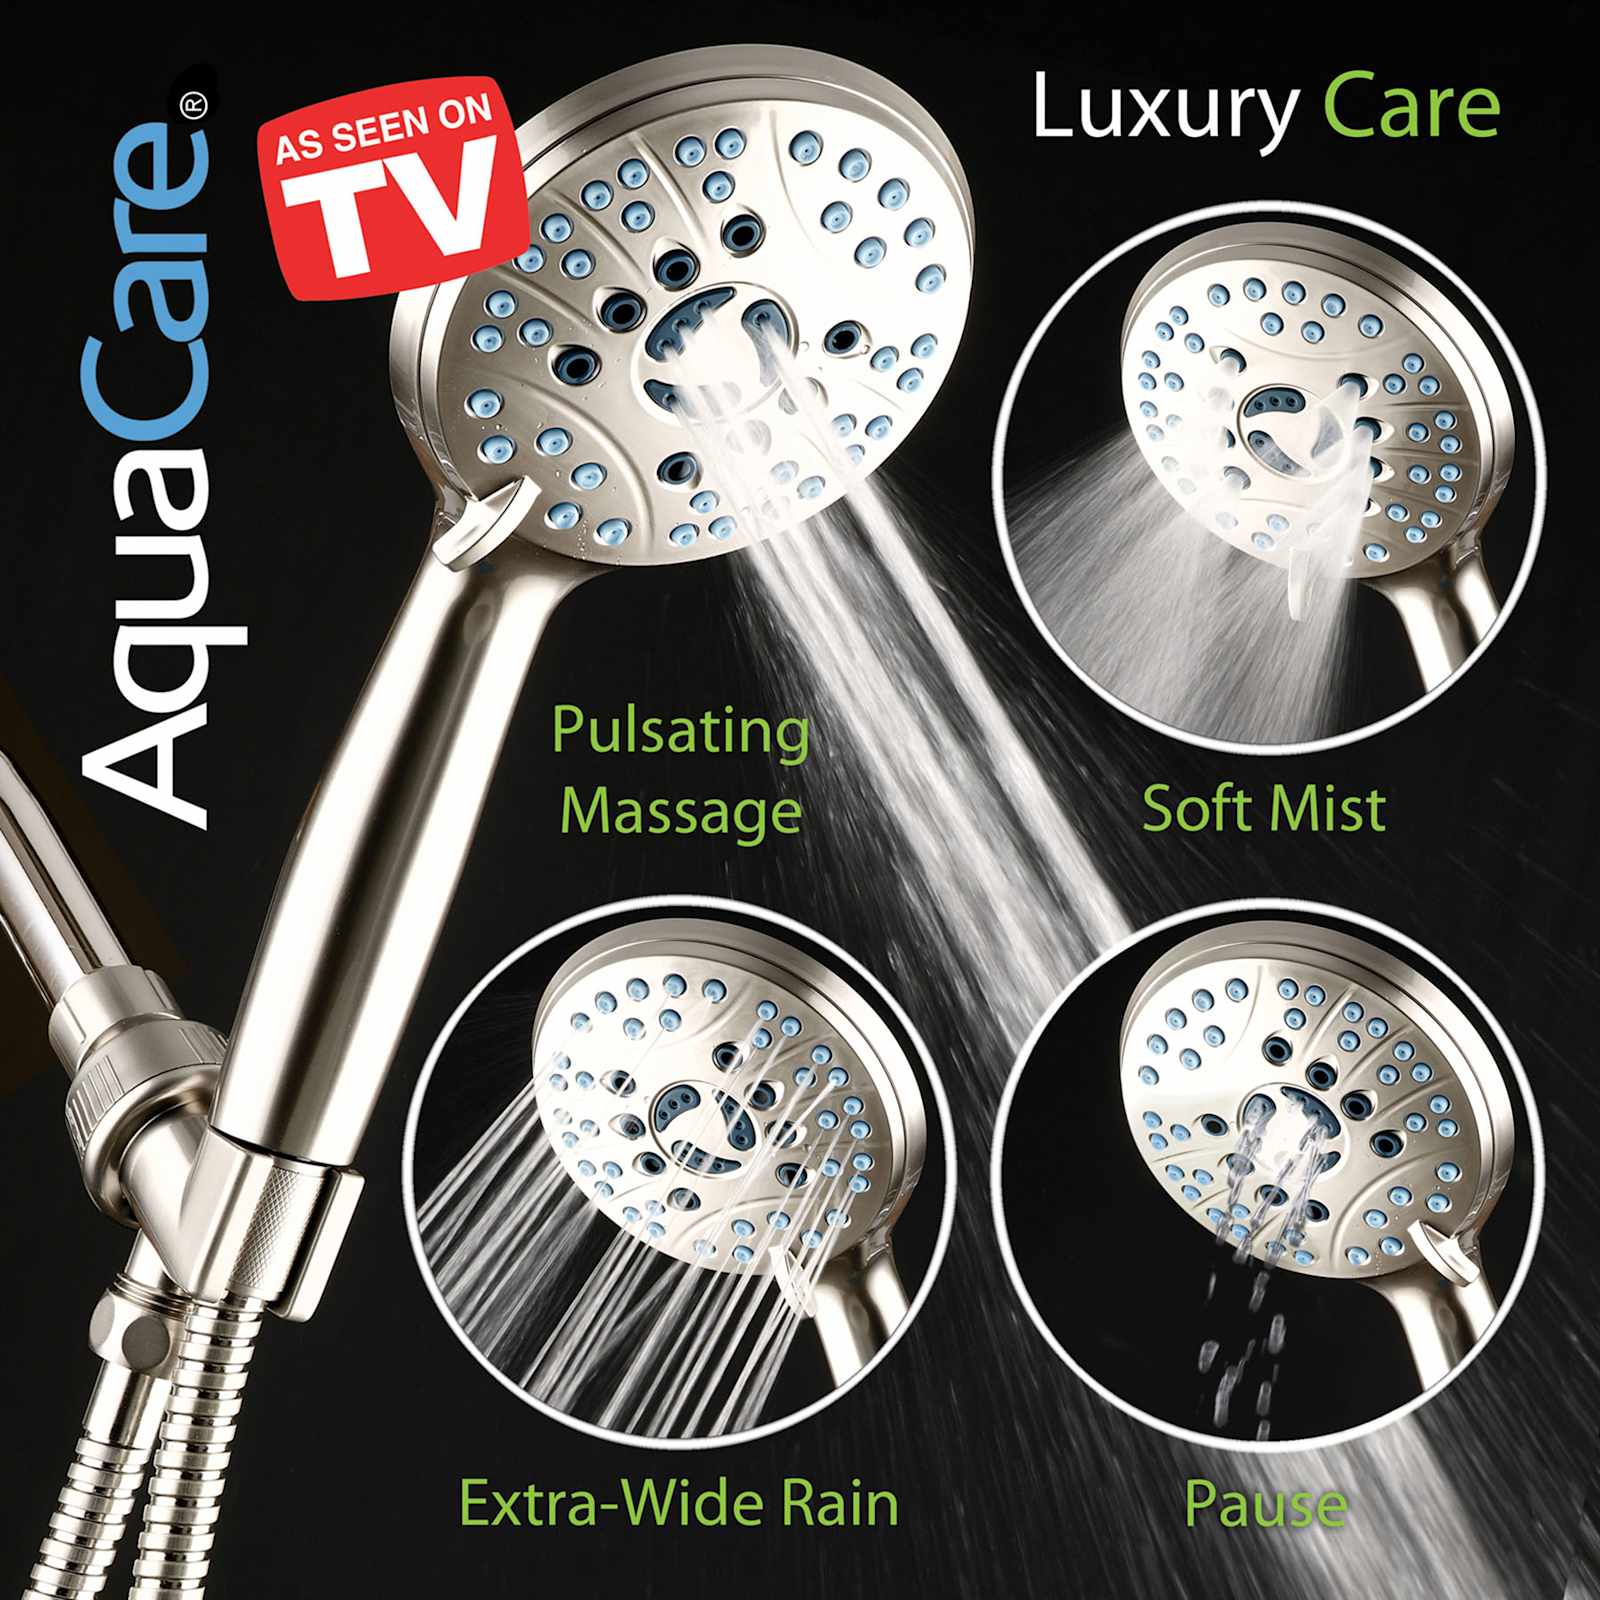 AquaCare®
AS SEEN ON
TV
Luxury Care
Pulsating
Massage
Soft Mist
Extra-Wide Rain
Pause